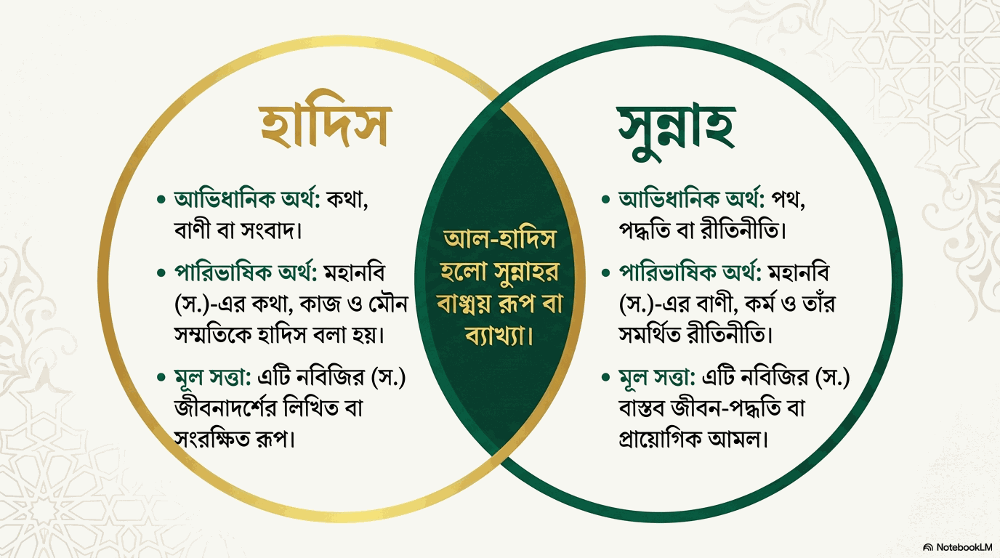 হাদিস
• আভিধানিক অর্থ: কথা,
বাণী বা সংবাদ।
• পারিভাষিক অর্থ: মহানবি
(স.)-এর কথা, কাজ ও মৌন
সম্মতিকে হাদিস বলা হয়।
• মূল সত্তা: এটি নবিজির (স.)
জীবনাদর্শের লিখিত বা
সংরক্ষিত রূপ।
আল-হাদিস
হলো সুন্নাহর
বাঙ্ময় রূপ বা
ব্যাখ্যা।
সুন্নাহ
• আভিধানিক অর্থ: পথ,
পদ্ধতি বা রীতিনীতি।
• পারিভাষিক অর্থ: মহানবি
(স.)-এর বাণী, কর্ম ও তাঁর
সমর্থিত রীতিনীতি।
• মূল সত্তা: এটি নবিজির (স.)
বাস্তব জীবন-পদ্ধতি বা
প্রায়োগিক আমল।
NotebookLM